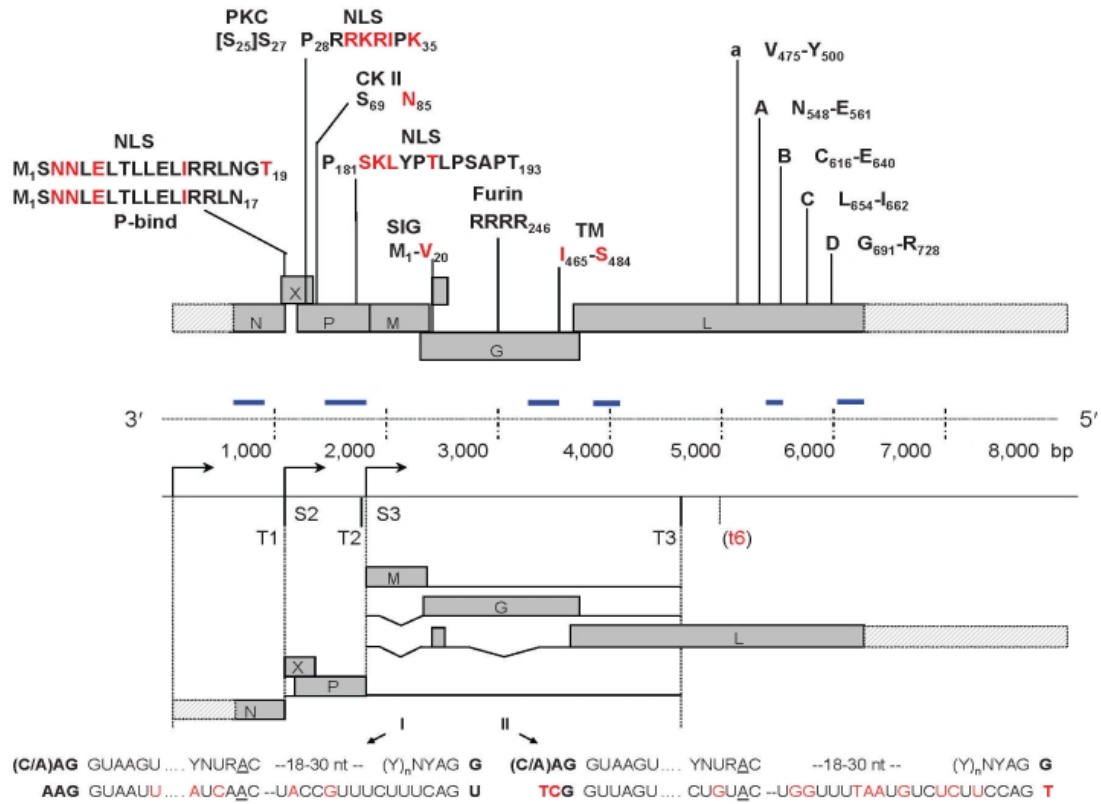 PKC NLS
[S25]S27 P28RRKRIPK35
a V475-Y500
CK II
S69 N85
A N548-E561
NLS
NLS
M1SNNLELTLLELIRRLNGT19
P181SKLYPTLPSAPT193
B C616-E640
M1SNNLELTLLELIRRLN17
P-bind
Furin
RRRR246
C L654-I662
SIG
M1-V20
TM
I465-S484
D G691-R728
X
N P M L
G
3′ 5′
1,000 2,000 3,000 4,000 5,000 6,000 7,000 8,000 bp
S2 S3
T1 T2 T3 (t6)
M
G
L
X
P
N
I II
(C/A)AG GUAAGU .... YNURAC --18-30 nt -- (Y)nNYAG G (C/A)AG GUAAGU .... YNURAC --18-30 nt -- (Y)nNYAG G
AAG GUAAUU .... AUCAAC --UACCGUUUCUUUCAG U TCG GUUAGU .... CUGUAC --UGGUUUTAAUGUCUCUUCCAG T